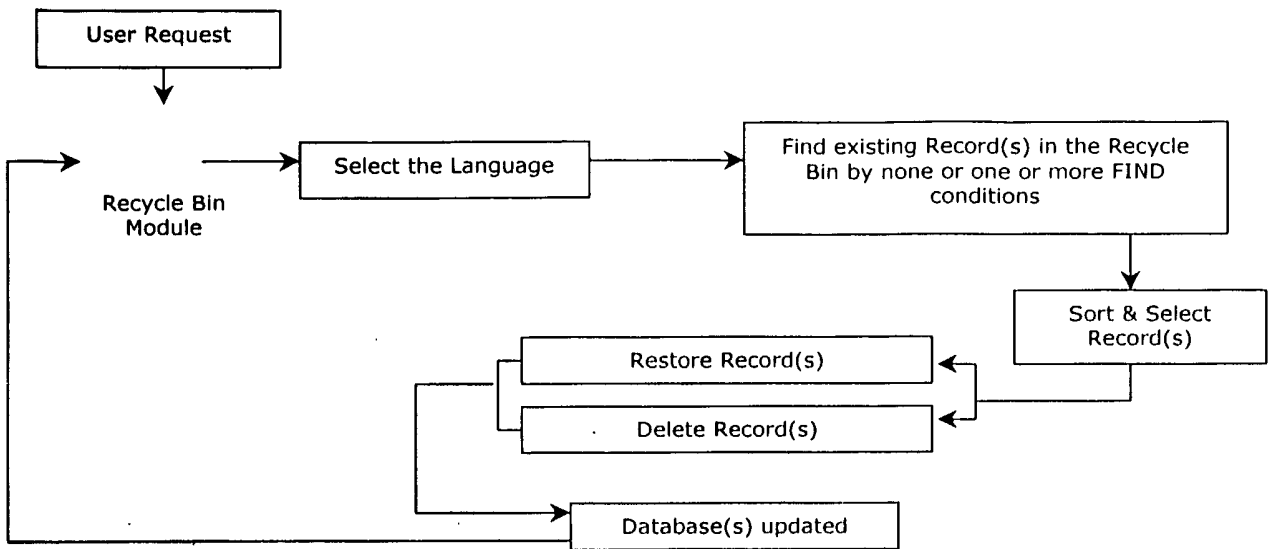 User Request
Recycle Bin
Module
Select the Language
Find existing Record(s) in the Recycle
Bin by none or one or more FIND
conditions
Sort & Select
Record(s)
Restore Record(s)
Delete Record(s)
Database(s) updated